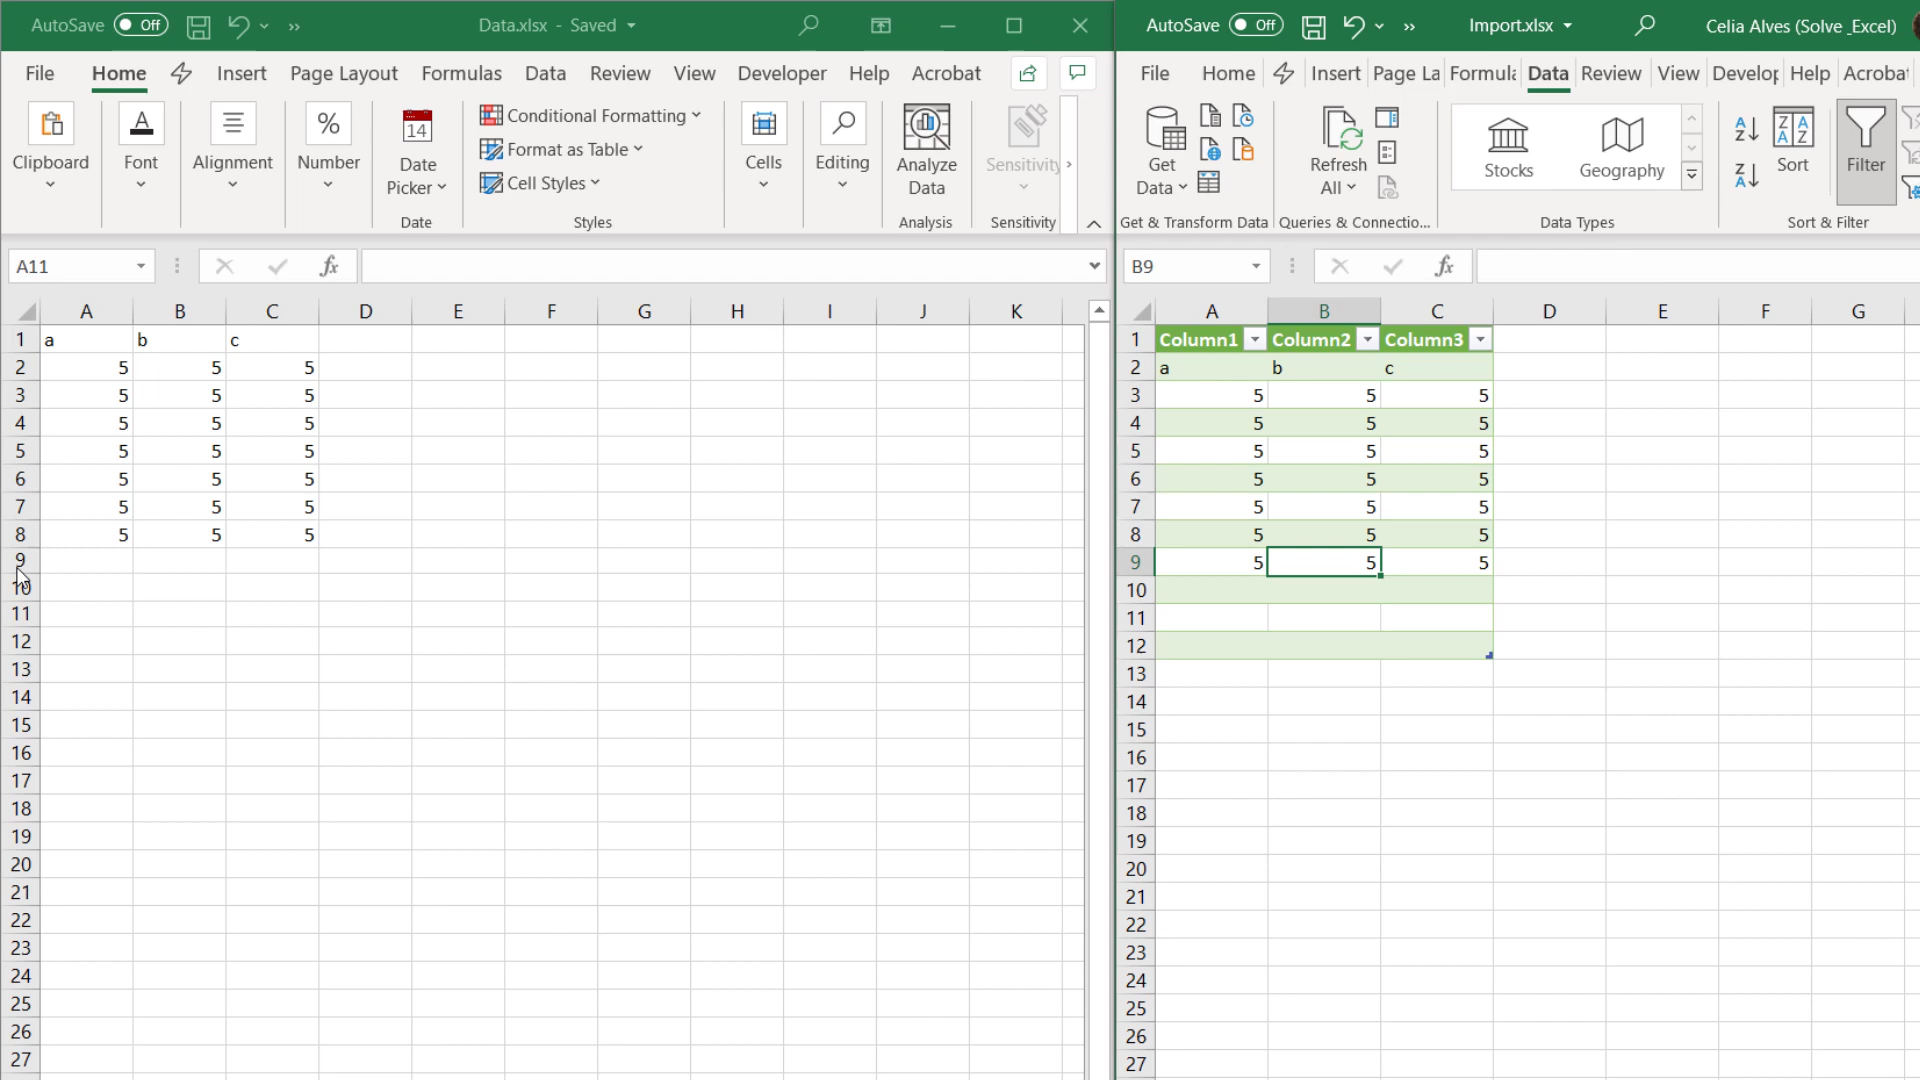 AutoSave Off Data.xlsx - Saved
File Home Insert Page Layout Formulas Data Review View Developer Help Acrobat
Clipboard Font Alignment Number Date Picker Conditional Formatting Format as Table Cell Styles Cells Editing Analyze Data Sensitivity
14
%
Date Styles Analysis Sensitivity
A11 fx
A B C D E F G H I J K
1 a b c
2 5 5 5
3 5 5 5
4 5 5 5
5 5 5 5
6 5 5 5
7 5 5 5
8 5 5 5
9
10
11
12
13
14
15
16
17
18
19
20
21
22
23
24
25
26
27
AutoSave Off Import.xlsx Celia Alves (Solve _Excel)
File Home Insert Page La Formula Data Review View Develop Help Acrobat
Get Data Refresh All Stocks Geography Sort Filter
Get & Transform Data Queries & Connectio... Data Types Sort & Filter
B9 fx
A B C D E F G
1 Column1 Column2 Column3
2 a b c
3 5 5 5
4 5 5 5
5 5 5 5
6 5 5 5
7 5 5 5
8 5 5 5
9 5 5 5
10
11
12
13
14
15
16
17
18
19
20
21
22
23
24
25
26
27